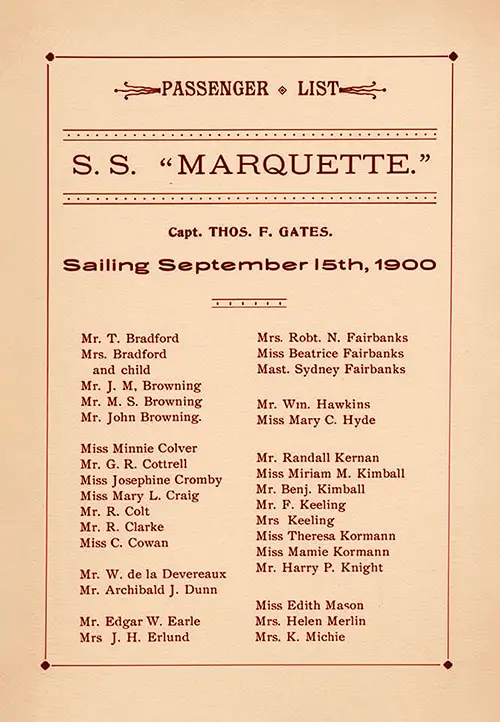 PASSENGER LIST
S. S. "MARQUETTE."
Capt. THOS. F. GATES.
Sailing September 15th, 1900
Mr. T. Bradford
Mrs. Bradford
and child
Mr. J. M, Browning
Mr. M. S. Browning
Mr. John Browning.
Miss Minnie Colver
Mr. G. R. Cottrell
Miss Josephine Cromby
Miss Mary L. Craig
Mr. R. Colt
Mr. R. Clarke
Miss C. Cowan
Mr. W. de la Devereaux
Mr. Archibald J. Dunn
Mr. Edgar W. Earle
Mrs J. H. Erlund
Mrs. Robt. N. Fairbanks
Miss Beatrice Fairbanks
Mast. Sydney Fairbanks
Mr. Wm. Hawkins
Miss Mary C. Hyde
Mr. Randall Kernan
Miss Miriam M. Kimball
Mr. Benj. Kimball
Mr. F. Keeling
Mrs Keeling
Miss Theresa Kormann
Miss Mamie Kormann
Mr. Harry P. Knight
Miss Edith Mason
Mrs. Helen Merlin
Mrs. K. Michie